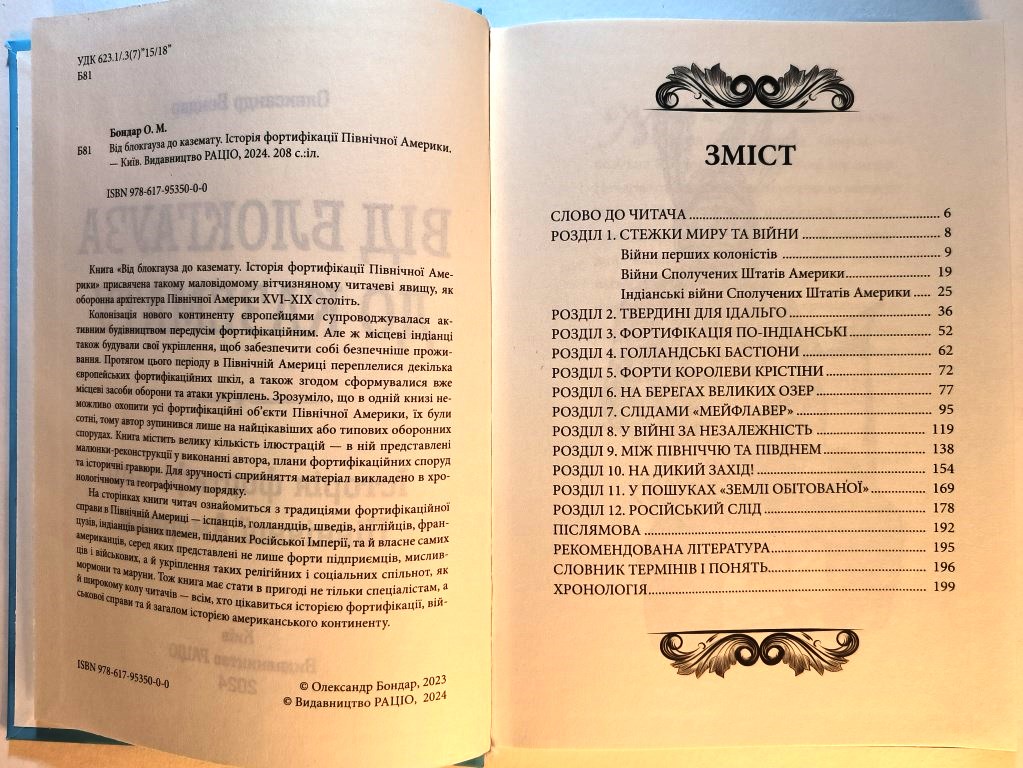 УДК 623.1/.3(7)"15/18"
Б81
Бондар О. М.
Б81 Від блокгауза до каземату. Історія фортифікації Північної Америки.
— Київ. Видавництво РАЦІО, 2024. 208 с.:іл.
ISBN 978-617-95350-0-0
Книга «Від блокгауза до каземату. Історія фортифікації Північної Аме-
рики» присвячена такому маловідомому вітчизняному читачеві явищу, як
оборонна архітектура Північної Америки XVI–XIX століть.
Колонізація нового континенту європейцями супроводжувалася ак-
тивним будівництвом передусім фортифікаційним. Але ж місцеві індіанці
також будували свої укріплення, щоб забезпечити собі безпечніше прожи-
вання. Протягом цього періоду в Північній Америці переплелися декілька
європейських фортифікаційних шкіл, а також згодом сформувалися вже
місцеві засоби оборони та атаки укріплень. Зрозуміло, що в одній книзі не-
можливо охопити усі фортифікаційні об'єкти Північної Америки, їх були
сотні, тому автор зупинився лише на найцікавіших або типових оборонних
спорудах. Книга містить велику кількість ілюстрацій — в ній представлені
малюнки-реконструкції у виконанні автора, плани фортифікаційних споруд
та історичні гравюри. Для зручності сприйняття матеріал викладено в хро-
нологічному та географічному порядку.
На сторінках книги читач ознайомиться з традиціями фортифікаційної
справи в Північній Америці — іспанців, голландців, шведів, англійців, фран-
цузів, індіанців різних племен, підданих Російської Імперії, та й власне самих
американців, серед яких представлені не лише форти підприємців, мислив-
ців і військових, а й укріплення таких релігійних і соціальних спільнот, як
мормони та маруни. Тож книга має стати в пригоді не тільки спеціалістам, а
й широкому колу читачів — всім, хто цікавиться історією фортифікації, вій-
ськової справи та й загалом історією американського континенту.
ISBN 978-617-95350-0-0
© Олександр Бондар, 2023
© Видавництво РАЦІО, 2024
ЗМІСТ
СЛОВО ДО ЧИТАЧА 6
РОЗДІЛ 1. СТЕЖКИ МИРУ ТА ВІЙНИ 8
Війни перших колоністів 9
Війни Сполучених Штатів Америки 19
Індіанські війни Сполучених Штатів Америки 25
РОЗДІЛ 2. ТВЕРДИНІ ДЛЯ ІДАЛЬГО 36
РОЗДІЛ 3. ФОРТИФІКАЦІЯ ПО-ІНДІАНСЬКІ 52
РОЗДІЛ 4. ГОЛЛАНДСЬКІ БАСТІОНИ 62
РОЗДІЛ 5. ФОРТИ КОРОЛЕВИ КРІСТІНИ 72
РОЗДІЛ 6. НА БЕРЕГАХ ВЕЛИКИХ ОЗЕР 77
РОЗДІЛ 7. СЛІДАМИ «МЕЙФЛАВЕР» 95
РОЗДІЛ 8. У ВІЙНІ ЗА НЕЗАЛЕЖНІСТЬ 119
РОЗДІЛ 9. МІЖ ПІВНІЧЧЮ ТА ПІВДНЕМ 138
РОЗДІЛ 10. НА ДИКИЙ ЗАХІД! 154
РОЗДІЛ 11. У ПОШУКАХ «ЗЕМЛІ ОБІТОВАНОЇ» 169
РОЗДІЛ 12. РОСІЙСЬКИЙ СЛІД 178
ПІСЛЯМОВА 192
РЕКОМЕНДОВАНА ЛІТЕРАТУРА 195
СЛОВНИК ТЕРМІНІВ І ПОНЯТЬ 196
ХРОНОЛОГІЯ 199